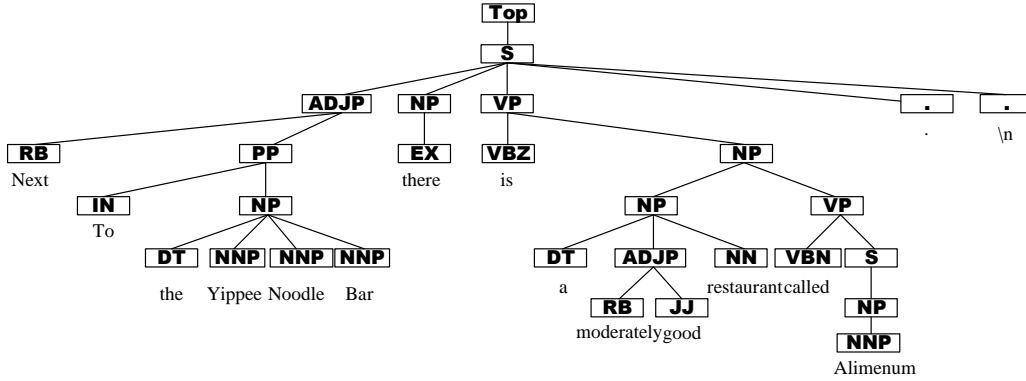 Top
S
ADJP NP VP . .
RB PP EX VBZ NP . \n
Next there is
IN NP NP VP
To
DT NNP NNP NNP DT ADJP NN VBN S
the Yippee Noodle Bar a restaurant called
RB JJ NP
moderately good
NNP
Alimenum